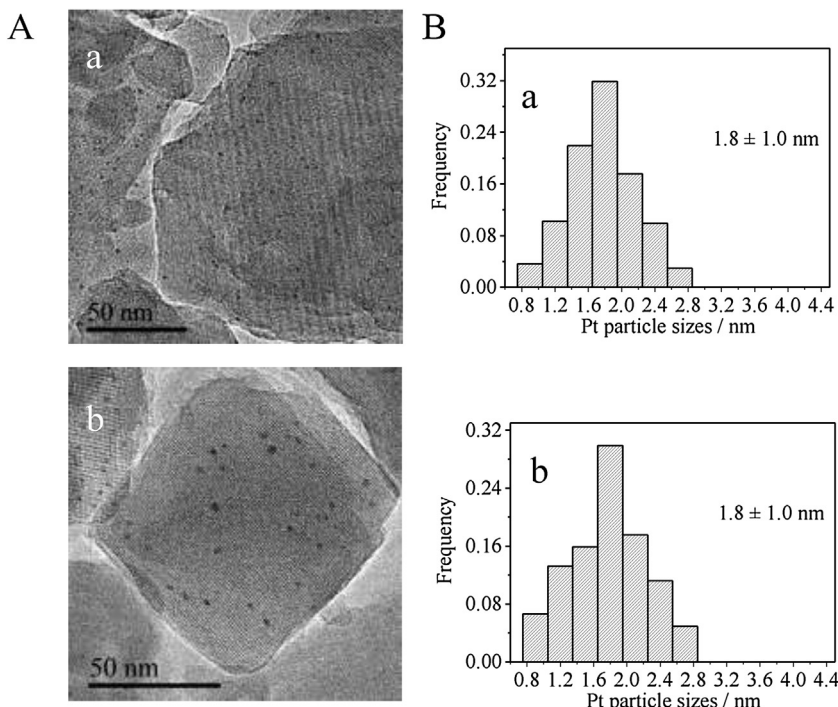 A
a
50 nm
B
a
1.8 ± 1.0 nm
Frequency
0.32
0.24
0.16
0.08
0.00
0.8 1.2 1.6 2.0 2.4 2.8 3.2 3.6 4.0 4.4
Pt particle sizes / nm
b
50 nm
b
1.8 ± 1.0 nm
Frequency
0.32
0.24
0.16
0.08
0.00
0.8 1.2 1.6 2.0 2.4 2.8 3.2 3.6 4.0 4.4
Pt particle sizes / nm